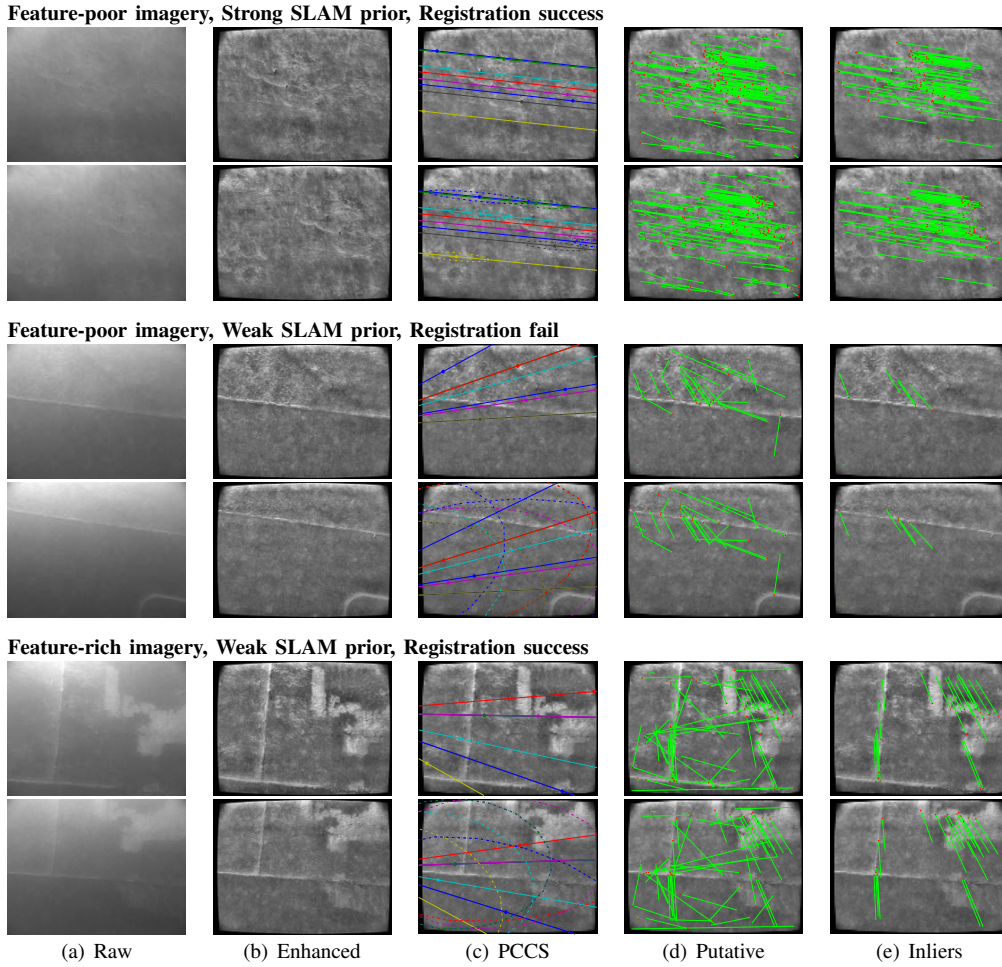 Feature-poor imagery, Strong SLAM prior, Registration success
Feature-poor imagery, Weak SLAM prior, Registration fail
Feature-rich imagery, Weak SLAM prior, Registration success
(a) Raw (b) Enhanced (c) PCCS (d) Putative (e) Inliers